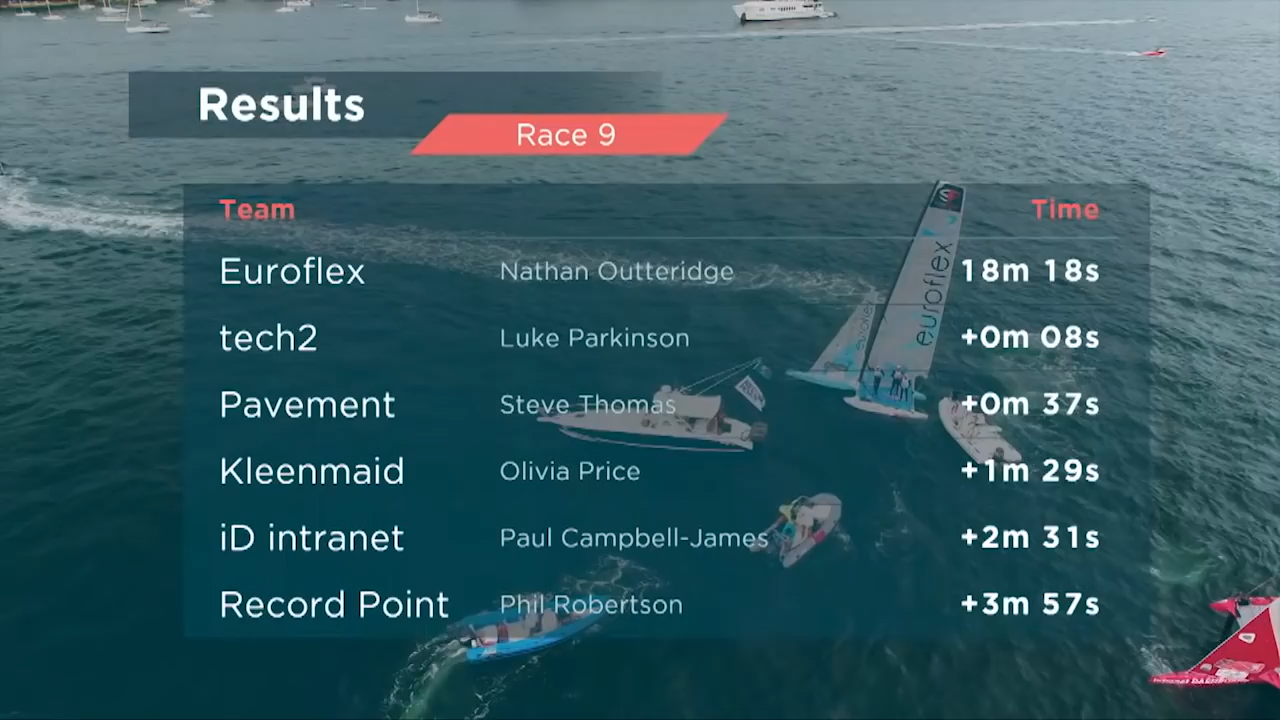 Results
Race 9
Team Time
Euroflex Nathan Outteridge 18m 18s
tech2 Luke Parkinson +0m 08s
Pavement Steve Thomas +0m 37s
Kleenmaid Olivia Price +1m 29s
iD intranet Paul Campbell-James +2m 31s
Record Point Phil Robertson +3m 57s
euroflex
euroflex